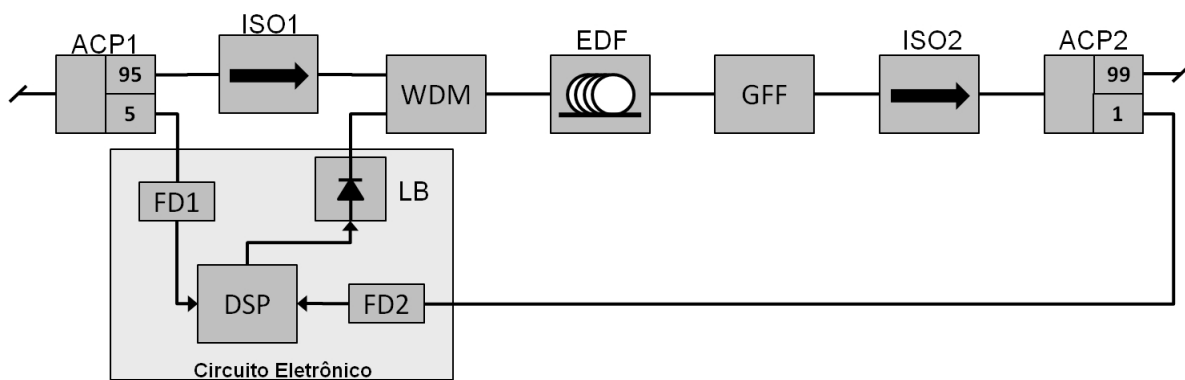 ACP1
ISO1
EDF
ISO2
ACP2
95
5
WDM
GFF
99
1
FD1
LB
DSP
FD2
Circuito Eletrônico